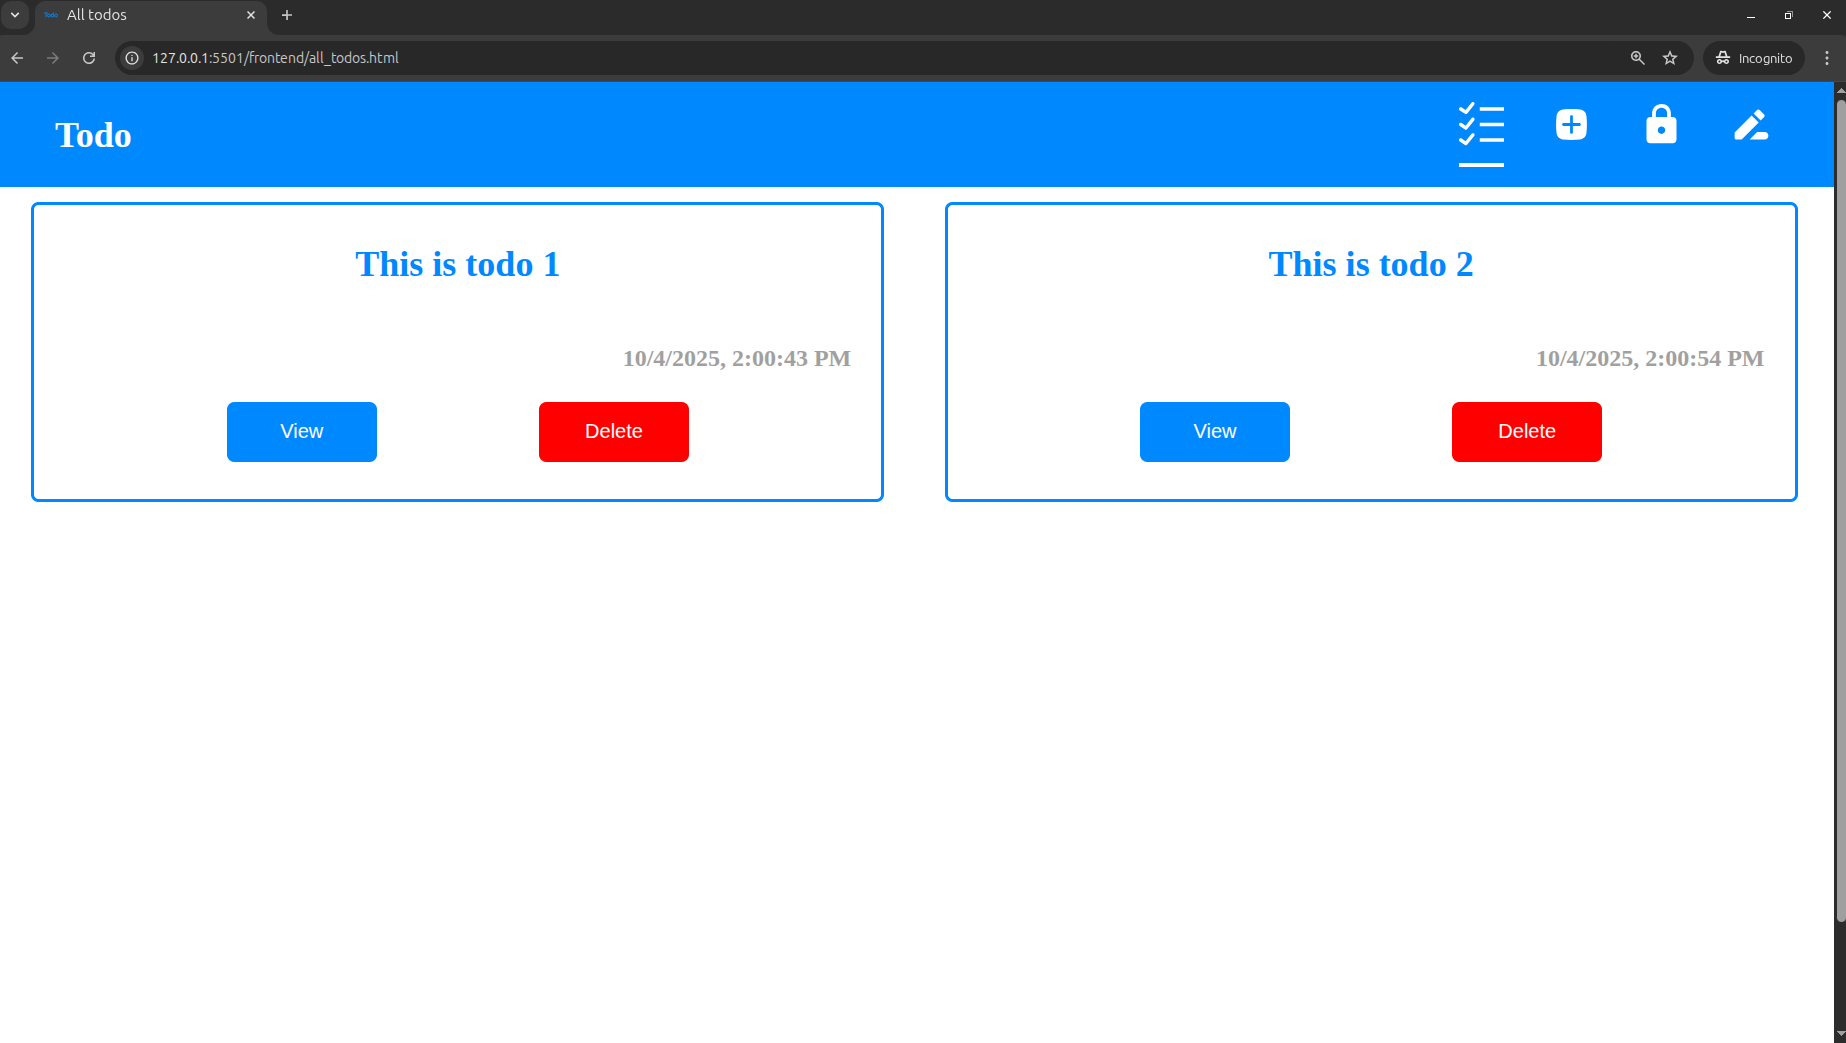 All todos
127.0.0.1:5501/frontend/all_todos.html
Incognito
Todo
This is todo 1
10/4/2025, 2:00:43 PM
View
Delete
This is todo 2
10/4/2025, 2:00:54 PM
View
Delete